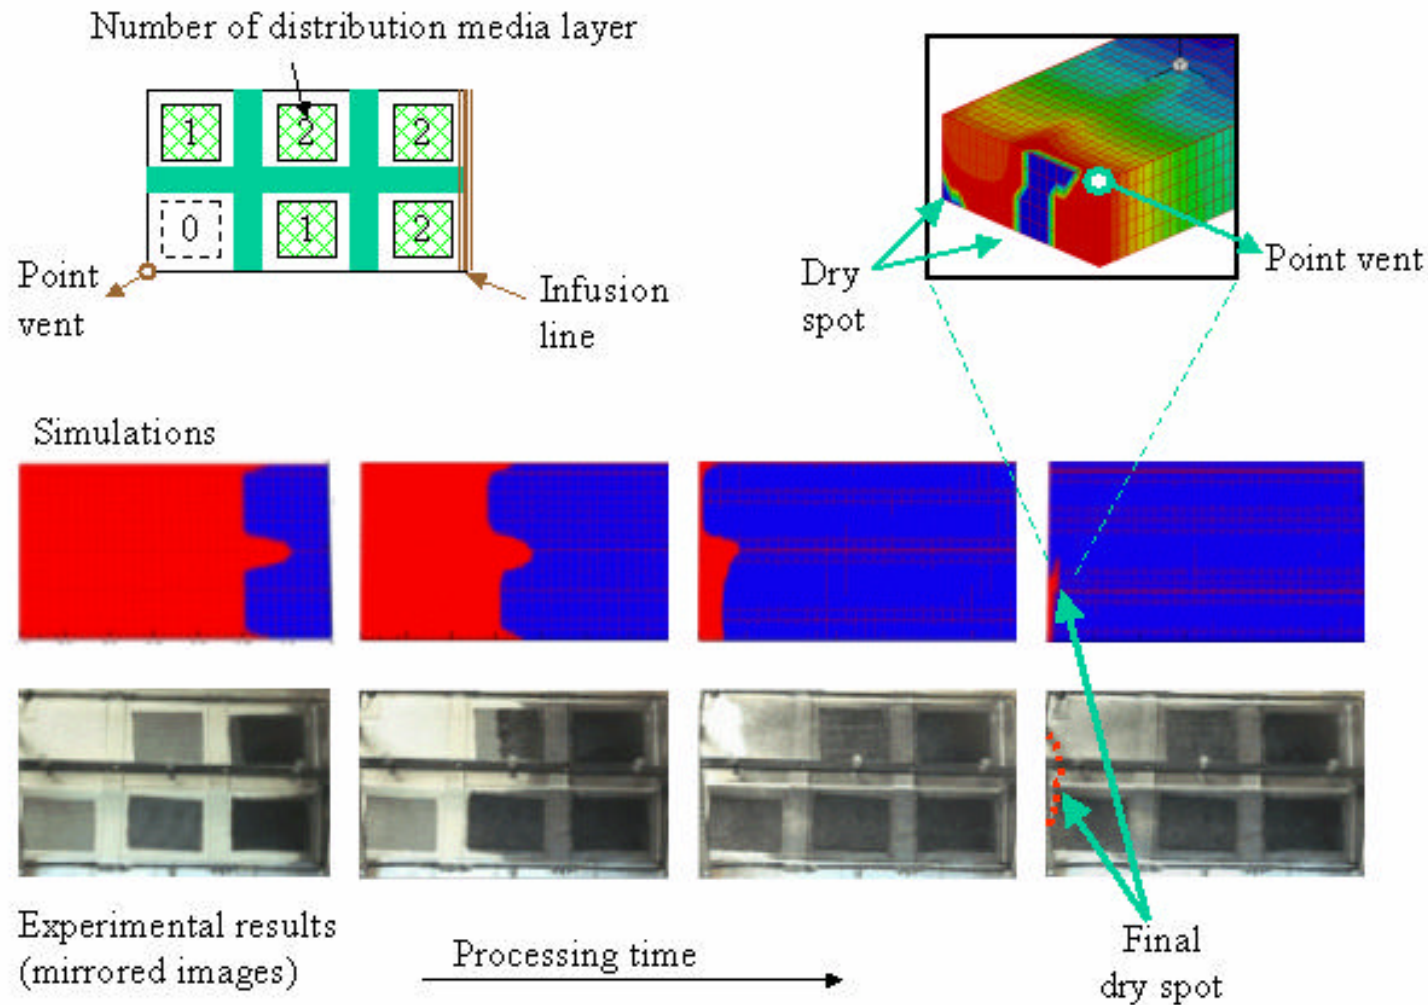 Number of distribution media layer
1
2
2
0
1
2
Point
vent
Infusion
line
Dry
spot
Point vent
Simulations
Experimental results
(mirrored images)
Processing time
Final
dry spot